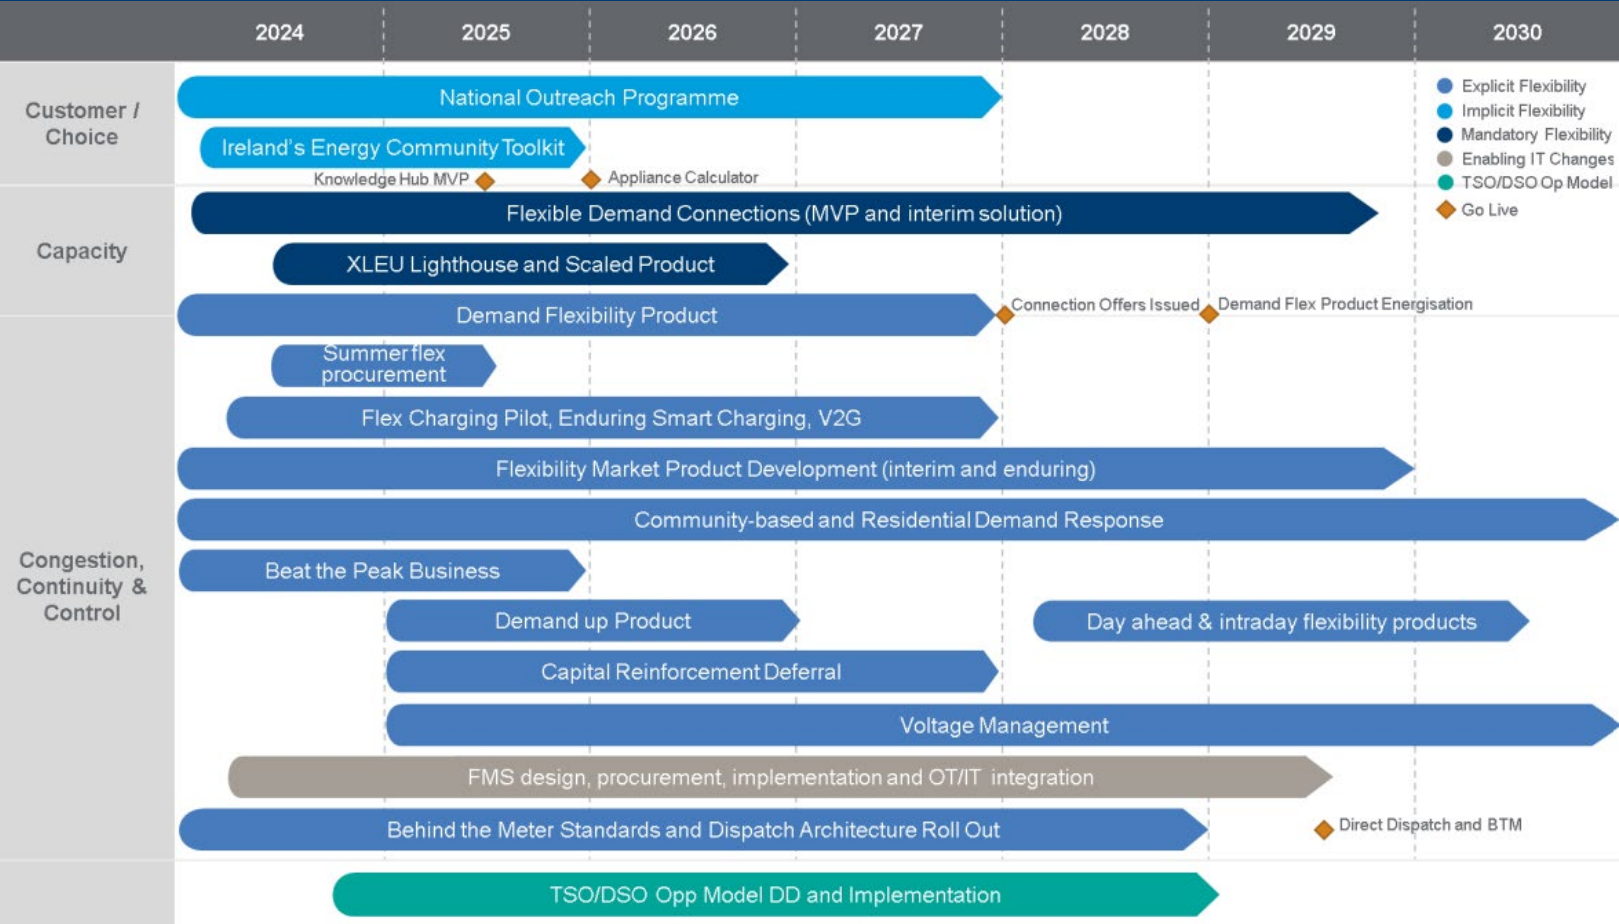 2024 2025 2026 2027 2028 2029 2030
Customer /
Choice
National Outreach Programme
Ireland's Energy Community Toolkit
Knowledge Hub MVP
Appliance Calculator
Explicit Flexibility
Implicit Flexibility
Mandatory Flexibility
Enabling IT Changes
TSO/DSO Op Model
Go Live
Capacity
Flexible Demand Connections (MVP and interim solution)
XLEU Lighthouse and Scaled Product
Demand Flexibility Product
Connection Offers Issued
Demand Flex Product Energisation
Congestion,
Continuity &
Control
Summer flex
procurement
Flex Charging Pilot, Enduring Smart Charging, V2G
Flexibility Market Product Development (interim and enduring)
Community-based and Residential Demand Response
Beat the Peak Business
Demand up Product
Day ahead & intraday flexibility products
Capital Reinforcement Deferral
Voltage Management
FMS design, procurement, implementation and OT/IT integration
Behind the Meter Standards and Dispatch Architecture Roll Out
Direct Dispatch and BTM
TSO/DSO Opp Model DD and Implementation